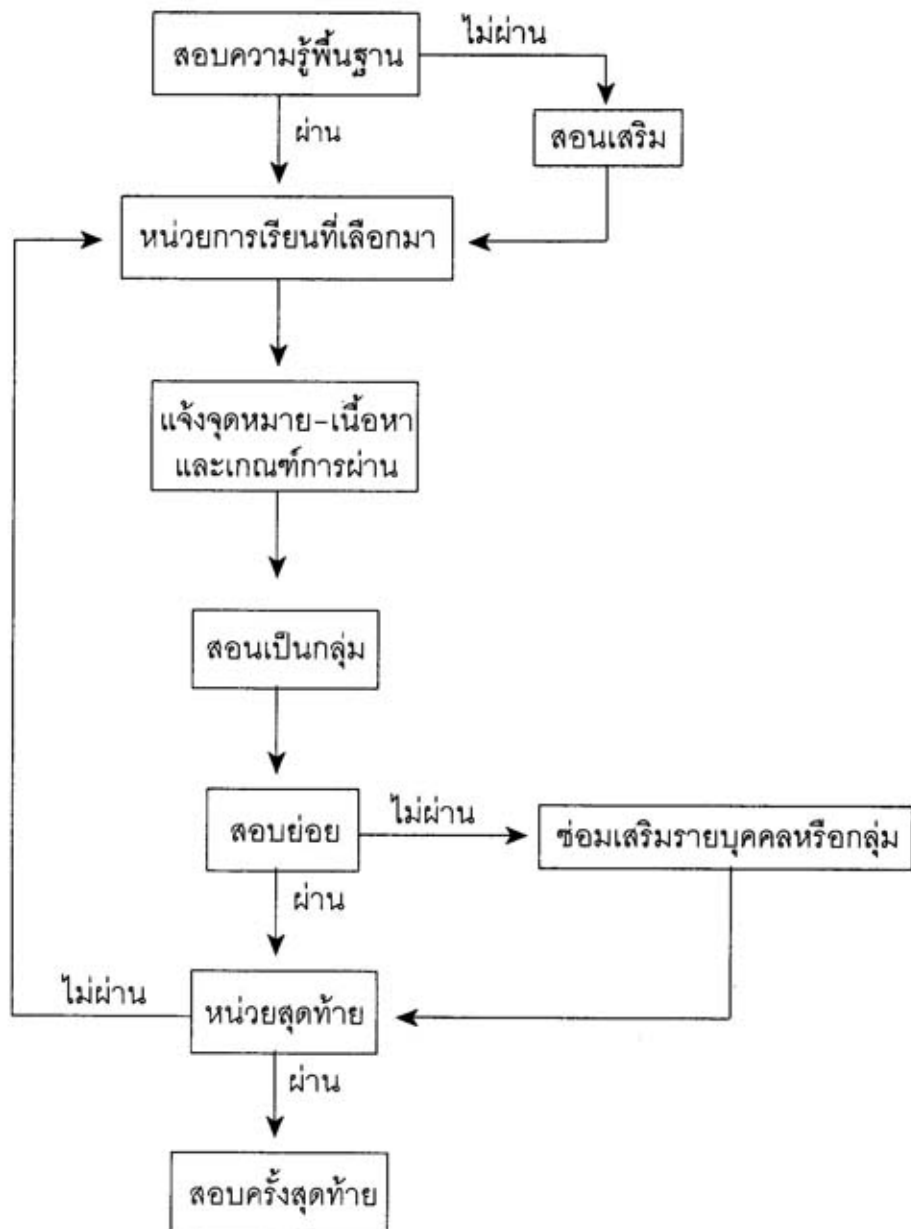 สอบความรู้พื้นฐาน
ไม่ผ่าน
ผ่าน
สอนเสริม
หน่วยการเรียนที่เลือกมา
แจ้งจุดหมาย-เนื้อหา
และเกณฑ์การผ่าน
สอนเป็นกลุ่ม
สอบย่อย
ไม่ผ่าน
ซ่อมเสริมรายบุคคลหรือกลุ่ม
ผ่าน
ไม่ผ่าน
หน่วยสุดท้าย
ผ่าน
สอบครั้งสุดท้าย